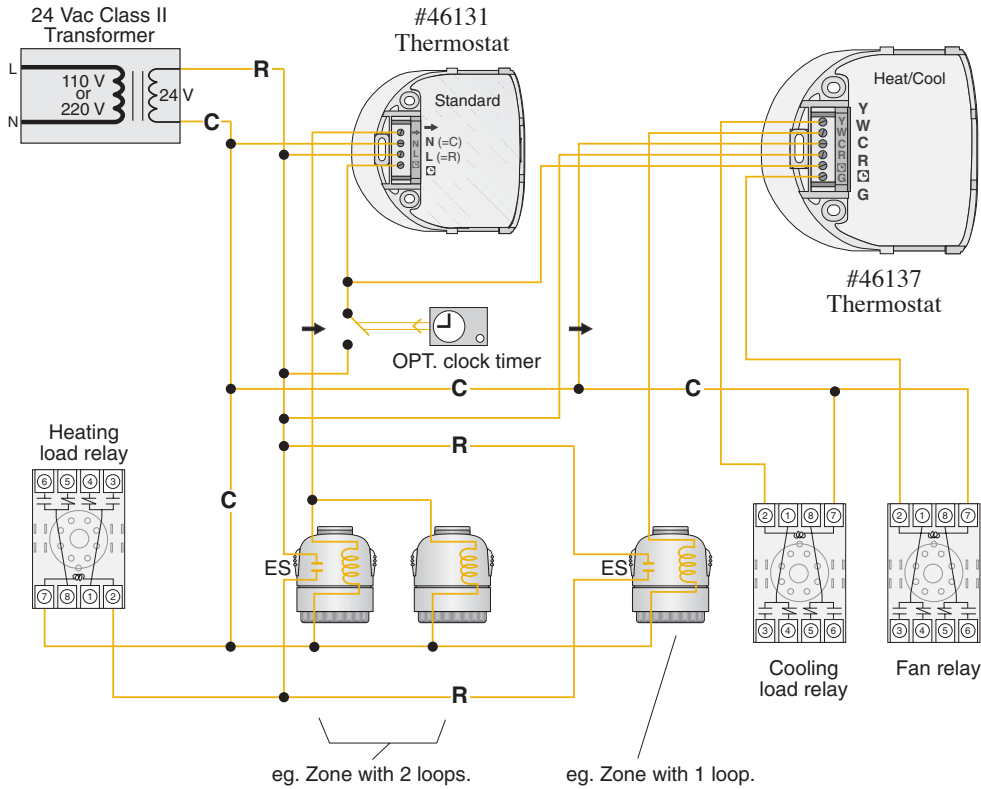 24 Vac Class II
Transformer
L
N
110 V
or
220 V
24 V
R
C
#46131
Thermostat
Standard
N (=C)
L (=R)
N
L
Heat/Cool
Y
W
C
R
G
Y
W
C
R
G
#46137
Thermostat
OPT. clock timer
C
C
R
C
Heating
load relay
6 5 4 3
7 8 1 2
ES
ES
2 1 8 7
3 4 5 6
2 1 8 7
3 4 5 6
Cooling
load relay
Fan relay
R
eg. Zone with 2 loops.
eg. Zone with 1 loop.